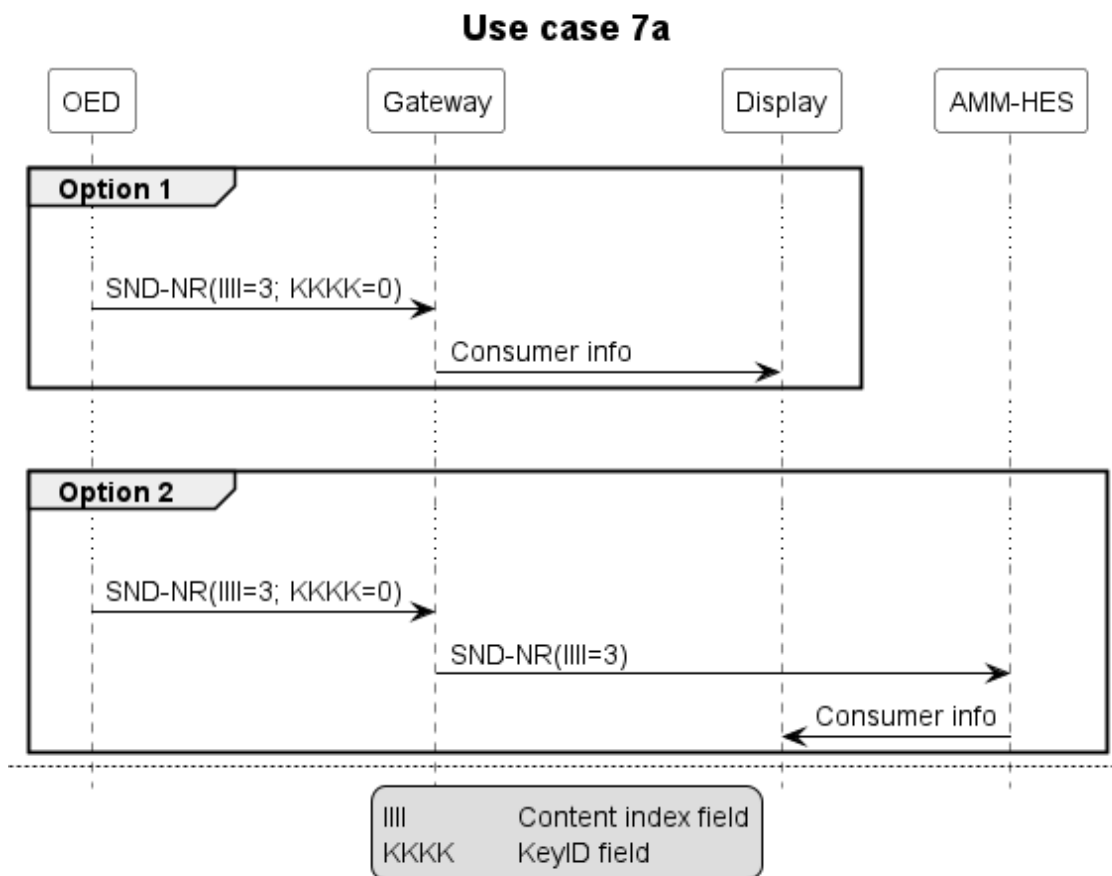 Use case 7a
OED Gateway Display AMM-HES
Option 1
SND-NR(IIII=3; KKKK=0)
Consumer info
Option 2
SND-NR(IIII=3; KKKK=0)
SND-NR(IIII=3)
Consumer info
IIII Content index field
KKKK KeyID field